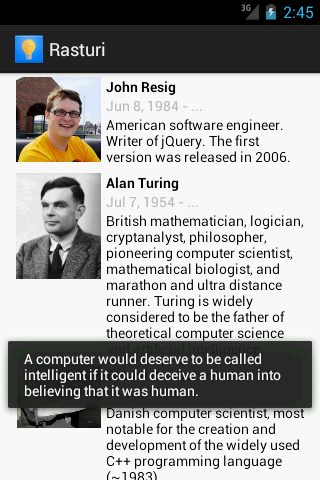 3G 2:45
Rasturi
John Resig
Jun 8, 1984 - ...
American software engineer.
Writer of jQuery. The first
version was released in 2006.
Alan Turing
Jul 7, 1954 - ...
British mathematician, logician,
cryptanalyst, philosopher,
pioneering computer scientist,
mathematical biologist, and
marathon and ultra distance
runner. Turing is widely
considered to be the father of
theoretical computer science
and artificial intelligence.
A computer would deserve to be called
intelligent if it could deceive a human into
believing that it was human.
Danish computer scientist, most
notable for the creation and
development of the widely used
C++ programming language
(~1983)